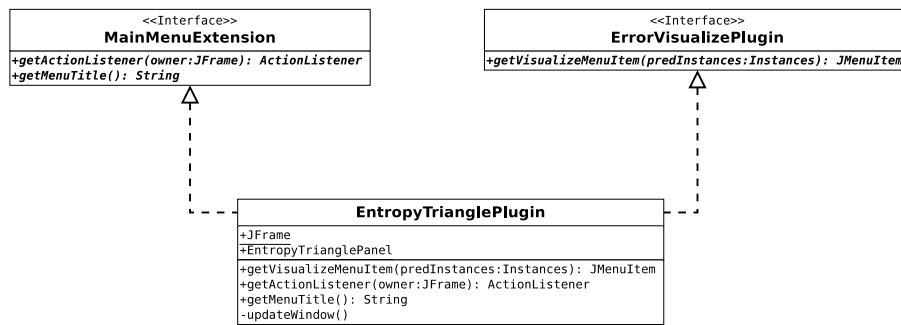 <<Interface>>
MainMenuExtension
+getActionListener(owner:JFrame): ActionListener
+getMenuTitle(): String
<<Interface>>
ErrorVisualizePlugin
+getVisualizeMenuItem(predInstances:Instances): JMenuItem
EntropyTrianglePlugin
+JFrame
+EntropyTrianglePanel
+getVisualizeMenuItem(predInstances:Instances): JMenuItem
+getActionListener(owner:JFrame): ActionListener
+getMenuTitle(): String
-updateWindow()